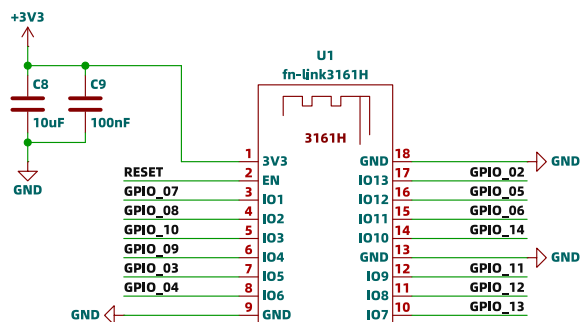 +3V3
U1
fn-link3161H
C8
C9
10uF
100nF
3161H
GND
1
3V3
GND
18
GND
RESET
2
EN
IO13
17
GPIO_02
GPIO_07
3
IO1
IO12
16
GPIO_05
GPIO_08
4
IO2
IO11
15
GPIO_06
GPIO_10
5
IO3
IO10
14
GPIO_14
GPIO_09
6
IO4
GND
13
GND
GPIO_03
7
IO5
IO9
12
GPIO_11
GPIO_04
8
IO6
IO8
11
GPIO_12
GND
9
GND
IO7
10
GPIO_13